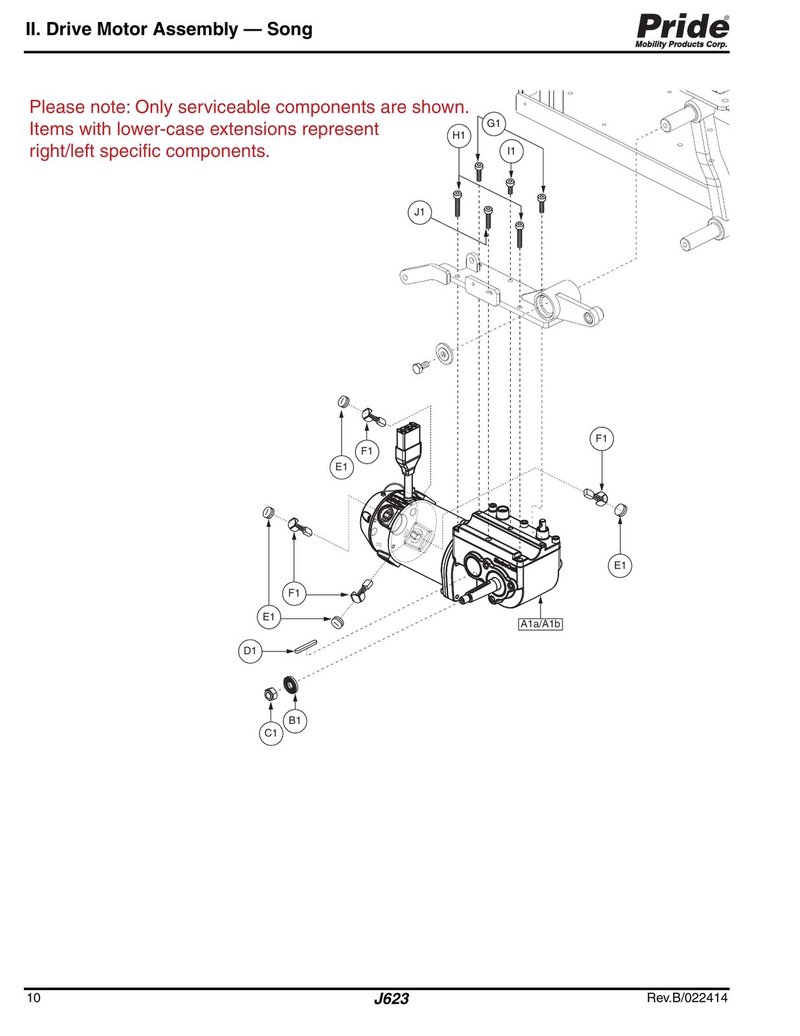 II. Drive Motor Assembly — Song
Pride®
Mobility Products Corp.
Please note: Only serviceable components are shown.
Items with lower-case extensions represent
right/left specific components.
G1
H1
I1
J1
F1
F1
E1
E1
F1
E1
A1a/A1b
D1
B1
C1
10
J623
Rev.B/022414